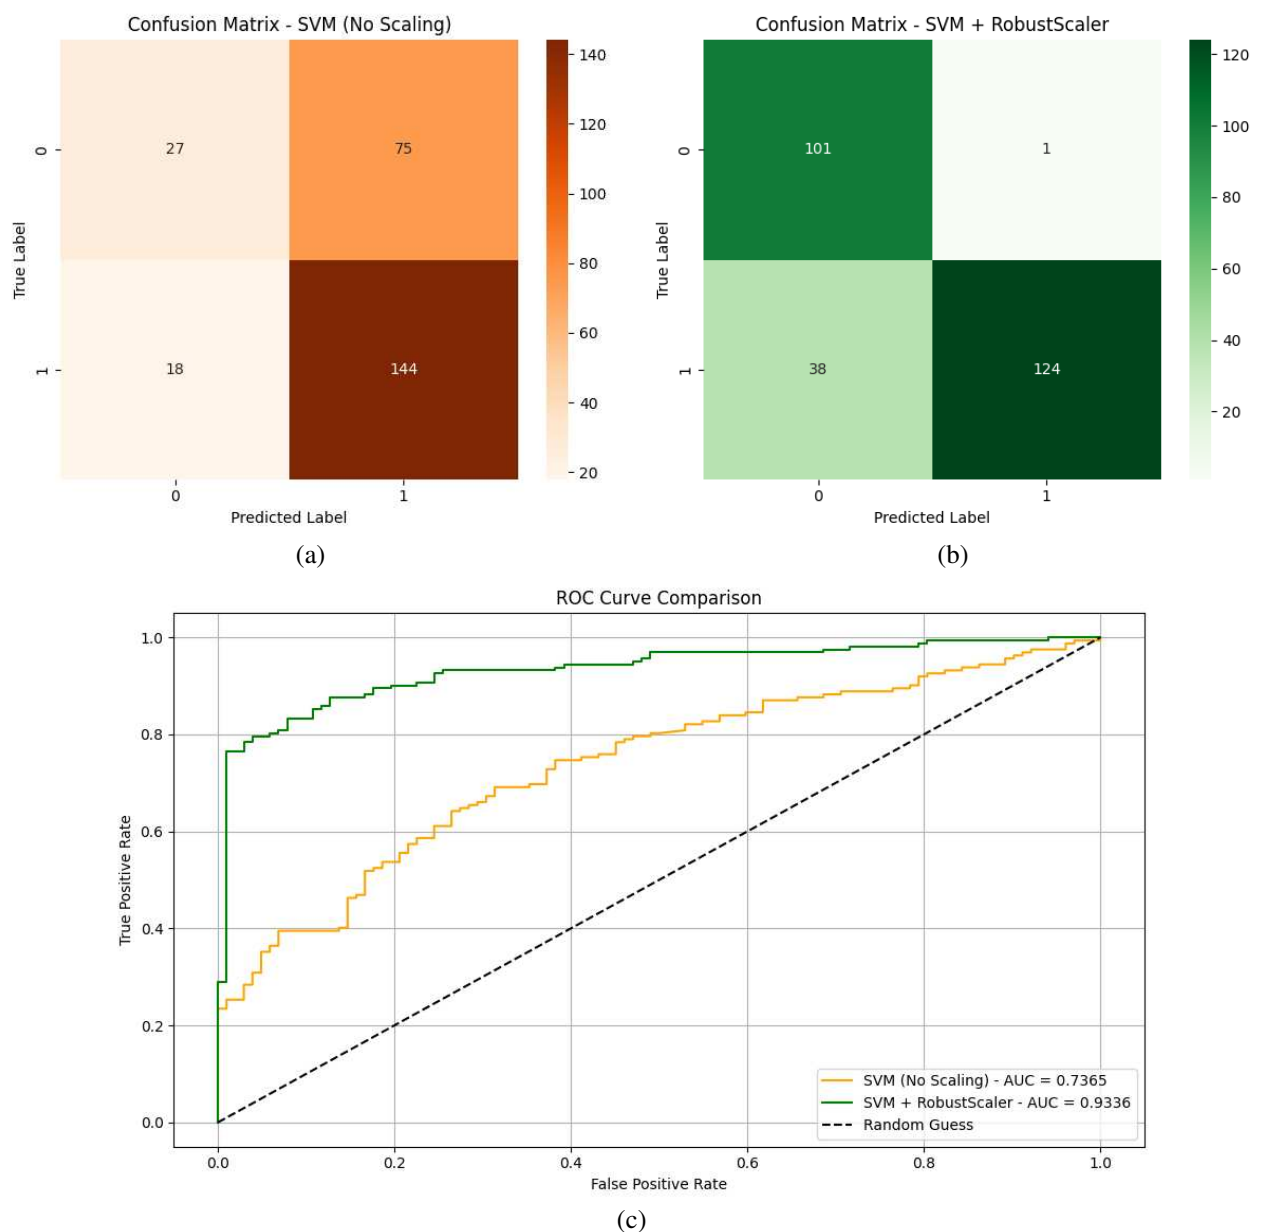 Confusion Matrix - SVM (No Scaling)
0
1
True Label
27
75
18
144
0
1
Predicted Label
140
120
100
80
60
40
20
(a)
Confusion Matrix - SVM + RobustScaler
0
1
True Label
101
1
38
124
0
1
Predicted Label
120
100
80
60
40
20
(b)
ROC Curve Comparison
1.0
0.8
0.6
0.4
0.2
0.0
True Positive Rate
SVM (No Scaling) - AUC = 0.7365
SVM + RobustScaler - AUC = 0.9336
Random Guess
0.0
0.2
0.4
0.6
0.8
1.0
False Positive Rate
(c)